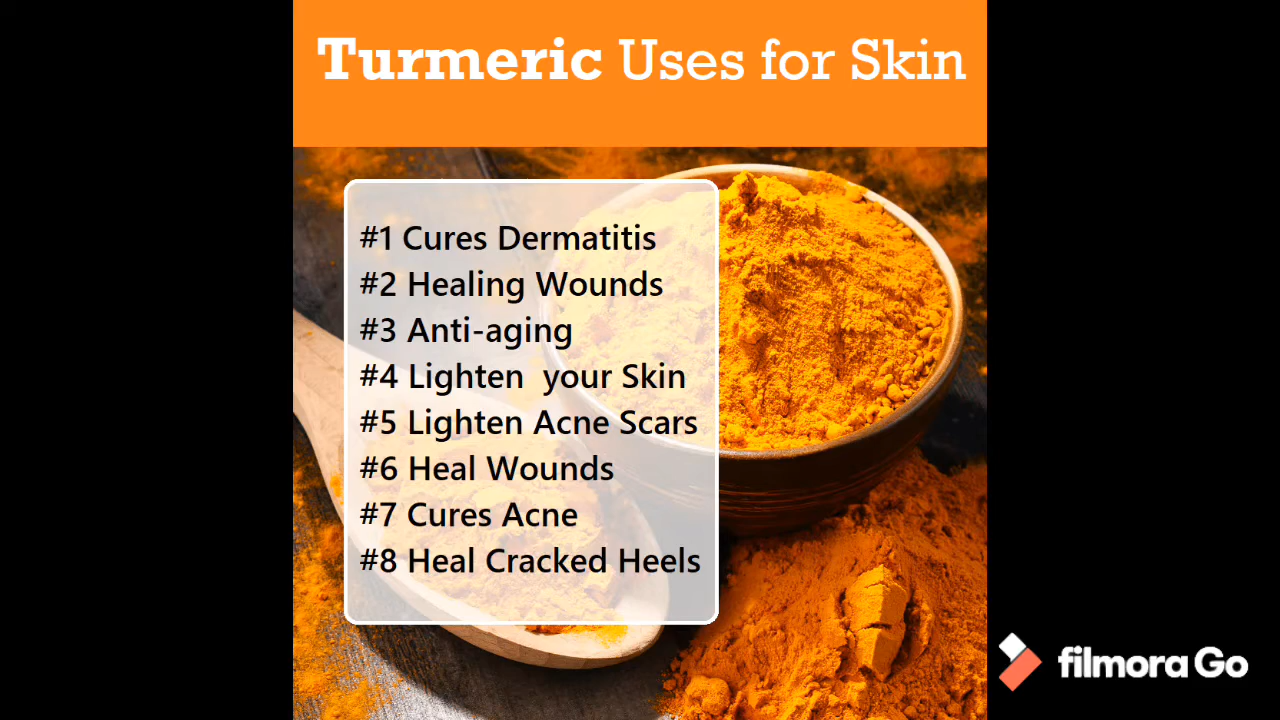 Turmeric Uses for Skin
#1 Cures Dermatitis
#2 Healing Wounds
#3 Anti-aging
#4 Lighten your Skin
#5 Lighten Acne Scars
#6 Heal Wounds
#7 Cures Acne
#8 Heal Cracked Heels
filmora Go